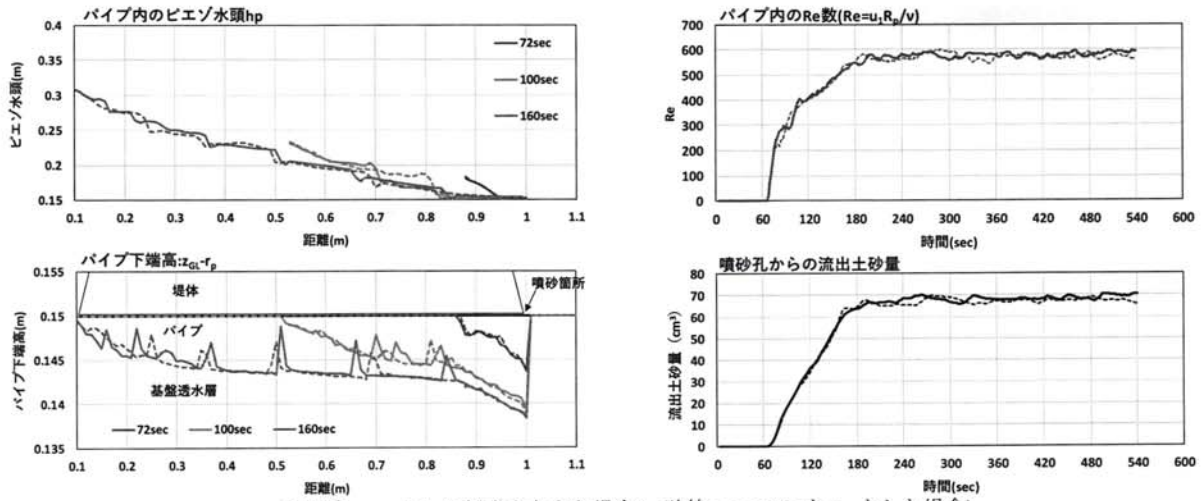 パイプ内のピエゾ水頭hp
0.4
0.35
0.3
0.25
0.2
0.15
ピエゾ水頭(m)
72sec
100sec
160sec
0.1 0.2 0.3 0.4 0.5 0.6 0.7 0.8 0.9 1 1.1
距離(m)
パイプ内のRe数(Re=u₁Rₚ/ν)
700
600
500
400
300
200
100
0
Re
0 60 120 180 240 300 360 420 480 540 600
時間(sec)
パイプ下端高:z_GL-rₚ
0.155
0.15
0.145
0.14
0.135
パイプ下端高(m)
堤体
噴砂箇所
パイプ
基盤透水層
72sec 100sec 160sec
0.1 0.2 0.3 0.4 0.5 0.6 0.7 0.8 0.9 1 1.1
距離(m)
噴砂孔からの流出土砂量
80
70
60
50
40
30
20
10
0
流出土砂量 (cm³)
0 60 120 180 240 300 360 420 480 540 600
時間(sec)